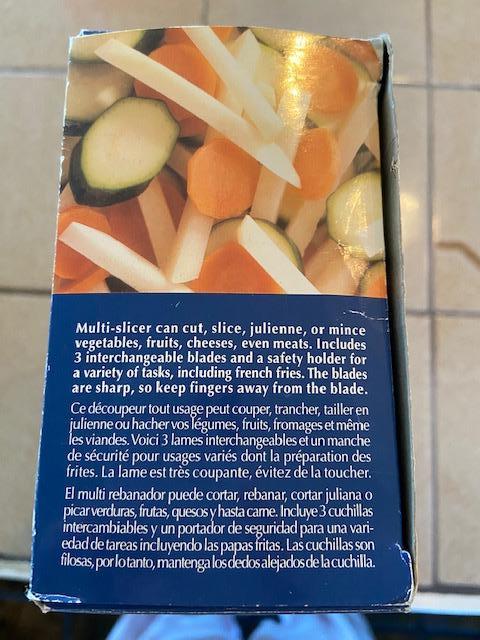 Multi-slicer can cut, slice, julienne, or mince
vegetables, fruits, cheeses, even meats. Includes
3 interchangeable blades and a safety holder for
a variety of tasks, including french fries. The blades
are sharp, so keep fingers away from the blade.
Ce découpeur tout usage peut couper, trancher, tailler en
julienne ou hacher vos légumes, fruits, fromages et même
les viandes. Voici 3 lames interchangeables et un manche
de sécurité pour usages variés dont la préparation des
frites. La lame est très coupante, évitez de la toucher.
El multi rebanador puede cortar, rebanar, cortar juliana o
picar verduras, frutas, quesos y hasta carne. Incluye 3 cuchillas
intercambiables y un portador de seguridad para una vari-
edad de tareas incluyendo las papas fritas. Las cuchillas son
filosas, por lo tanto, mantenga los dedos alejados de la cuchilla.